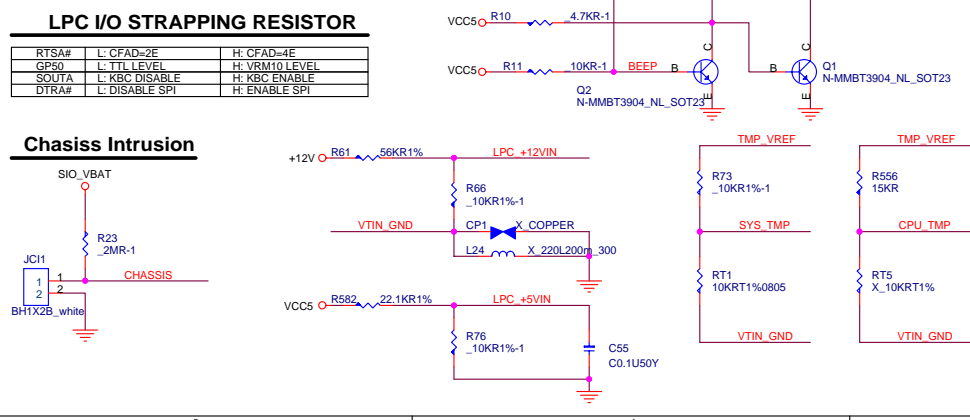 LPC I/O STRAPPING RESISTOR
RTSA# L: CFAD=2E H: CFAD=4E
GP50 L: TTL LEVEL H: VRM10 LEVEL
SOUTA L: KBC DISABLE H: KBC ENABLE
DTRA# L: DISABLE SPI H: ENABLE SPI
VCC5 R10 _4.7KR-1
VCC5 R11 _10KR-1 BEEP B C E
Q2
N-MMBT3904_NL_SOT23
B C E
Q1
N-MMBT3904_NL_SOT23
Chasiss Intrusion
SIO_VBAT
R23
_2MR-1
JCI1
1 1
2 2
CHASSIS
BH1X2B_white
+12V R61 56KR1% LPC_+12VIN
R66
_10KR1%-1
VTIN_GND CP1 X_COPPER
L24 X_220L200m_300
VCC5 R582 22.1KR1% LPC_+5VIN
R76
_10KR1%-1
C55
C0.1U50Y
TMP_VREF
R73
_10KR1%-1
SYS_TMP
RT1
10KRT1%0805
VTIN_GND
TMP_VREF
R556
15KR
CPU_TMP
RT5
X_10KRT1%
VTIN_GND